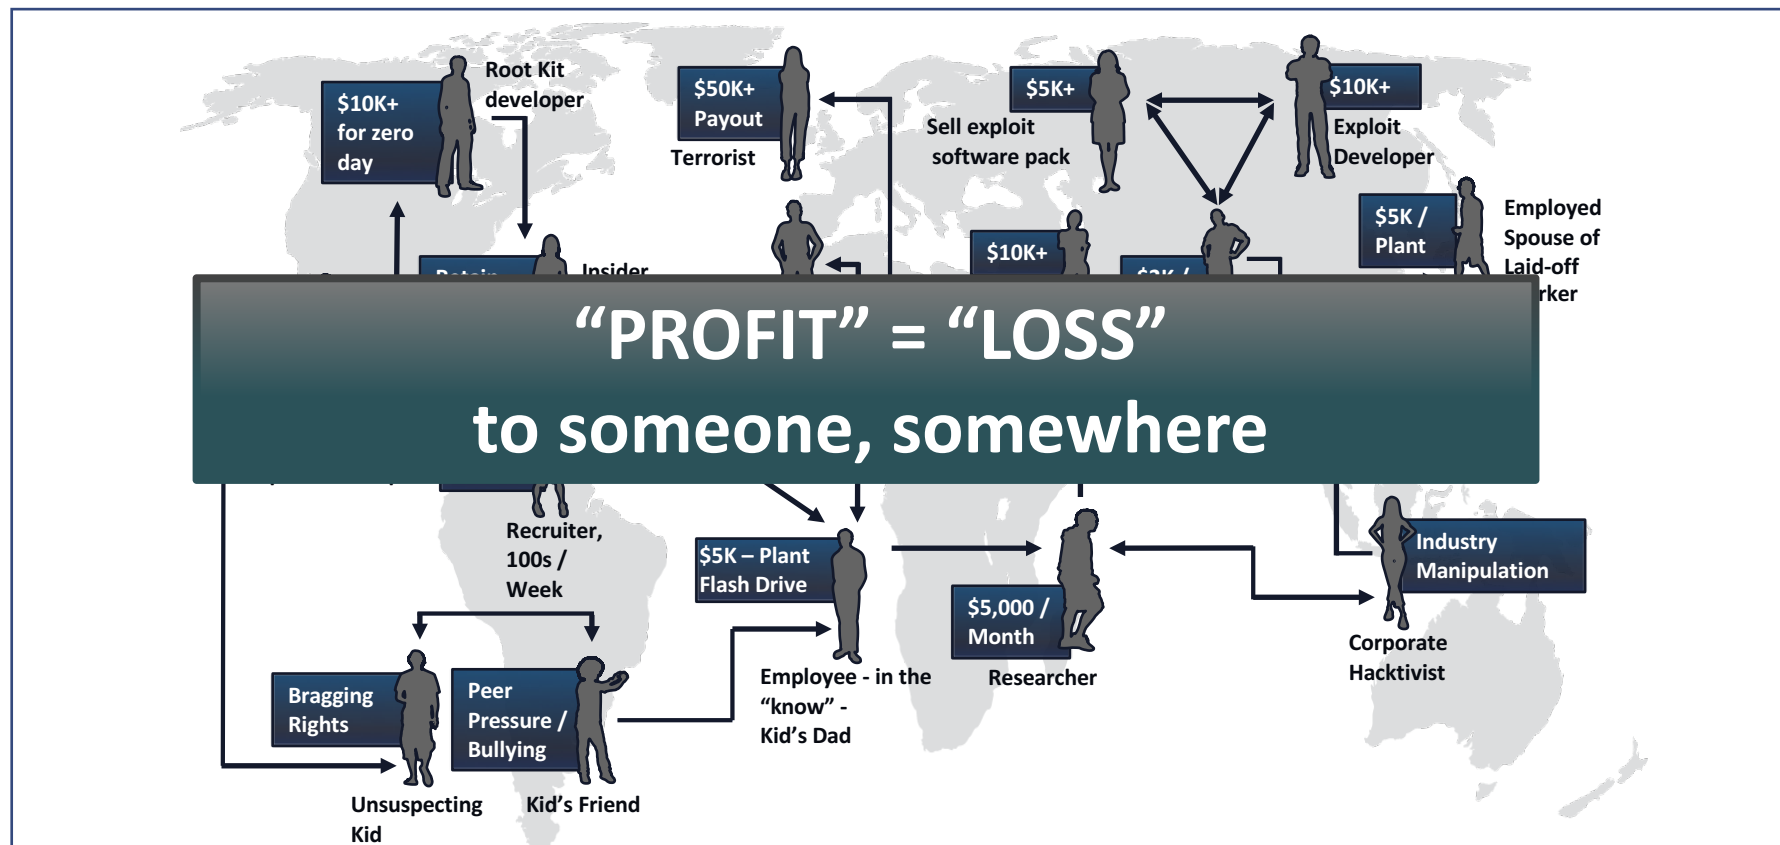 $10K+
for zero
day
Root Kit
developer
$50K+
Payout
Terrorist
$5K+
Sell exploit
software pack
$10K+
Exploit
Developer
$5K /
Plant
Employed
Spouse of
Laid-off
$10K+
Insider
“PROFIT” = “LOSS”
to someone, somewhere
Recruiter,
100s /
Week
$5K – Plant
Flash Drive
Employee - in the
“know” -
Kid’s Dad
$5,000 /
Month
Researcher
Industry
Manipulation
Corporate
Hacktivist
Bragging
Rights
Unsuspecting
Kid
Peer
Pressure /
Bullying
Kid’s Friend